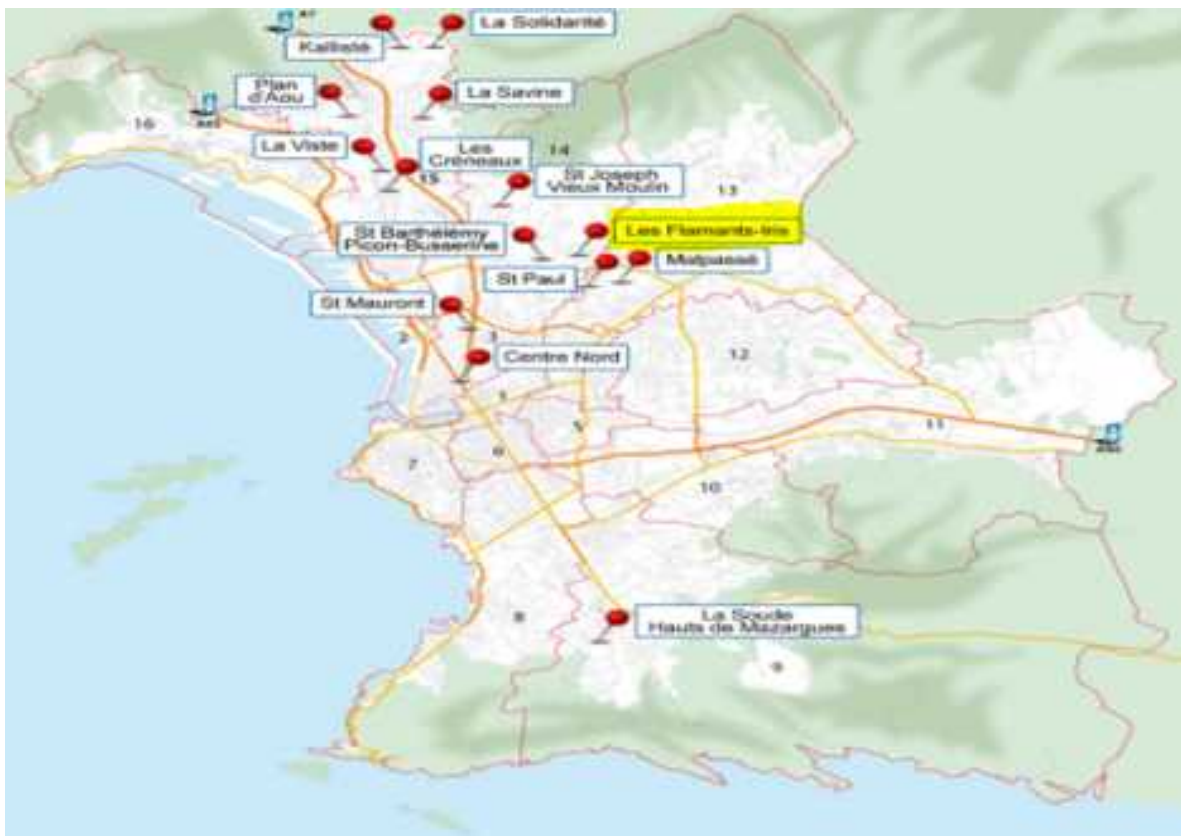 A7
La Solidarité
Kallisté
Plan
d'Aou
La Savine
16
La Viste
Les
Créneaux
14
15
St Joseph
Vieux Moulin
13
St Barthélémy
Picon-Busserine
Les Flamants-Iris
St Paul
Malpassé
St Mauront
2
3
Centre Nord
12
1
5
11
6
7
10
La Soude
Hauts de Mazargues
8
9